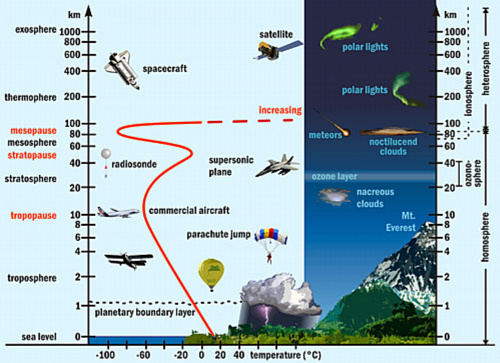 km
km
exosphere
1000
800
600
400
satellite
spacecraft
polar lights
1000
800
600
400
ionosphere
heterosphere
thermophere
200
polar lights
200
increasing
100
100
mesopause
80
meteors
noctilucent
clouds
80
mesosphere
60
60
stratopause
40
radiosonde
supersonic
plane
40
ozono-
sphere
stratosphere
20
ozone layer
20
nacreous
clouds
tropopause
10
commercial aircraft
Mt.
Everest
10
homosphere
8
parachute jump
8
6
6
troposphere
4
4
2
2
1
planetary boundary layer
1
sea level
0
0
-100
-60
-20
0
20
40
temperature (°C)